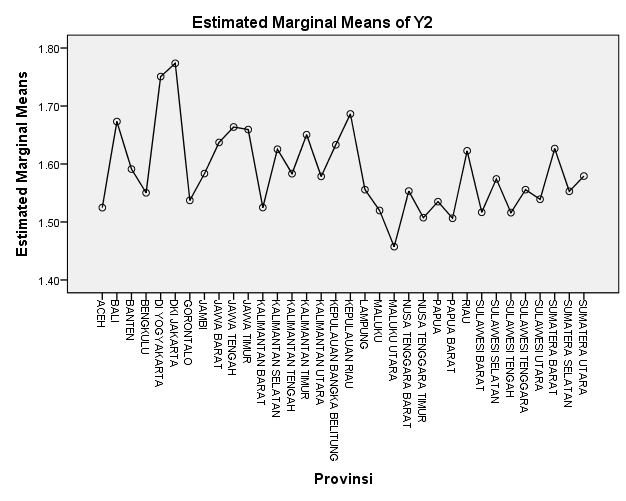 Estimated Marginal Means of Y2
Estimated Marginal Means
1.80
1.70
1.60
1.50
1.40
ACEH
BALI
BANTEN
BENGKULU
DI YOGYAKARTA
DKI JAKARTA
GORONTALO
JAMBI
JAWA BARAT
JAWA TENGAH
JAWA TIMUR
KALIMANTAN BARAT
KALIMANTAN SELATAN
KALIMANTAN TENGAH
KALIMANTAN TIMUR
KALIMANTAN UTARA
KEPULAUAN BANGKA BELITUNG
KEPULAUAN RIAU
LAMPUNG
MALUKU
MALUKU UTARA
NUSA TENGGARA BARAT
NUSA TENGGARA TIMUR
PAPUA
PAPUA BARAT
RIAU
SULAWESI BARAT
SULAWESI SELATAN
SULAWESI TENGAH
SULAWESI TENGGARA
SULAWESI UTARA
SUMATERA BARAT
SUMATERA SELATAN
SUMATERA UTARA
Provinsi